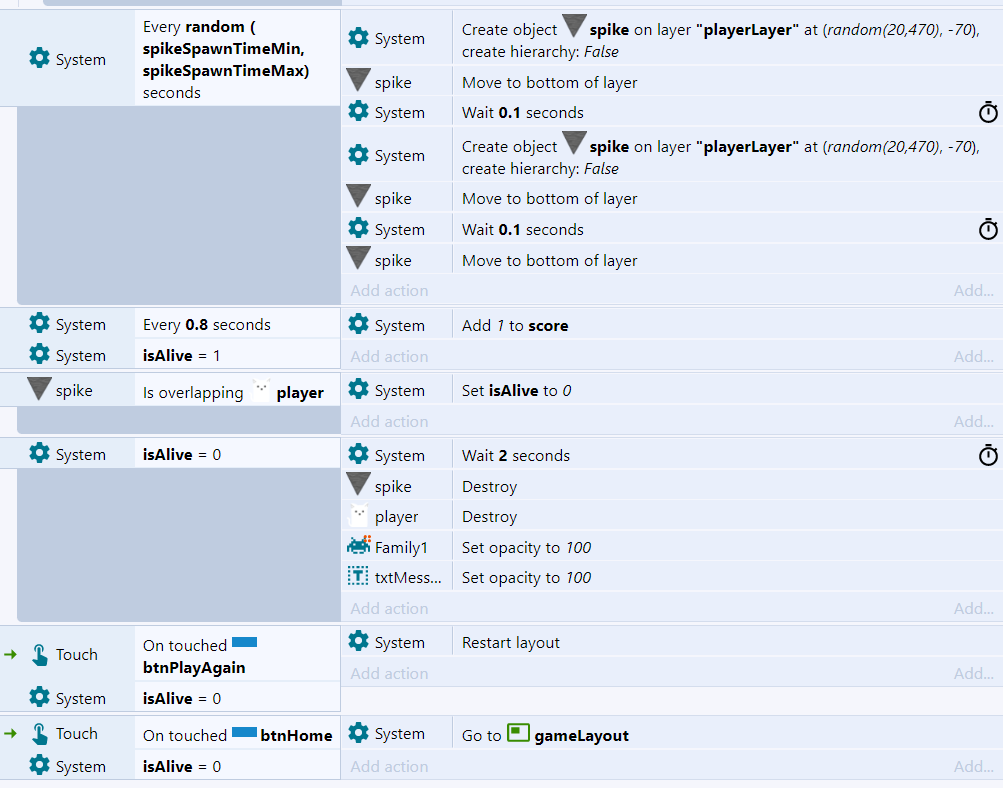 System
Every random (
spikeSpawnTimeMin,
spikeSpawnTimeMax)
seconds
System
Create object spike on layer "playerLayer" at (random(20,470), -70),
create hierarchy: False
spike
Move to bottom of layer
System
Wait 0.1 seconds
System
Create object spike on layer "playerLayer" at (random(20,470), -70),
create hierarchy: False
spike
Move to bottom of layer
System
Wait 0.1 seconds
spike
Move to bottom of layer
Add action
Add...
System
Every 0.8 seconds
System
Add 1 to score
System
isAlive = 1
Add action
Add...
spike
Is overlapping player
System
Set isAlive to 0
Add action
Add...
System
isAlive = 0
System
Wait 2 seconds
spike
Destroy
player
Destroy
Family1
Set opacity to 100
T
txtMess...
Set opacity to 100
Add action
Add...
Touch
On touched
btnPlayAgain
System
Restart layout
System
isAlive = 0
Add action
Add...
Touch
On touched btnHome
System
Go to gameLayout
System
isAlive = 0
Add action
Add...